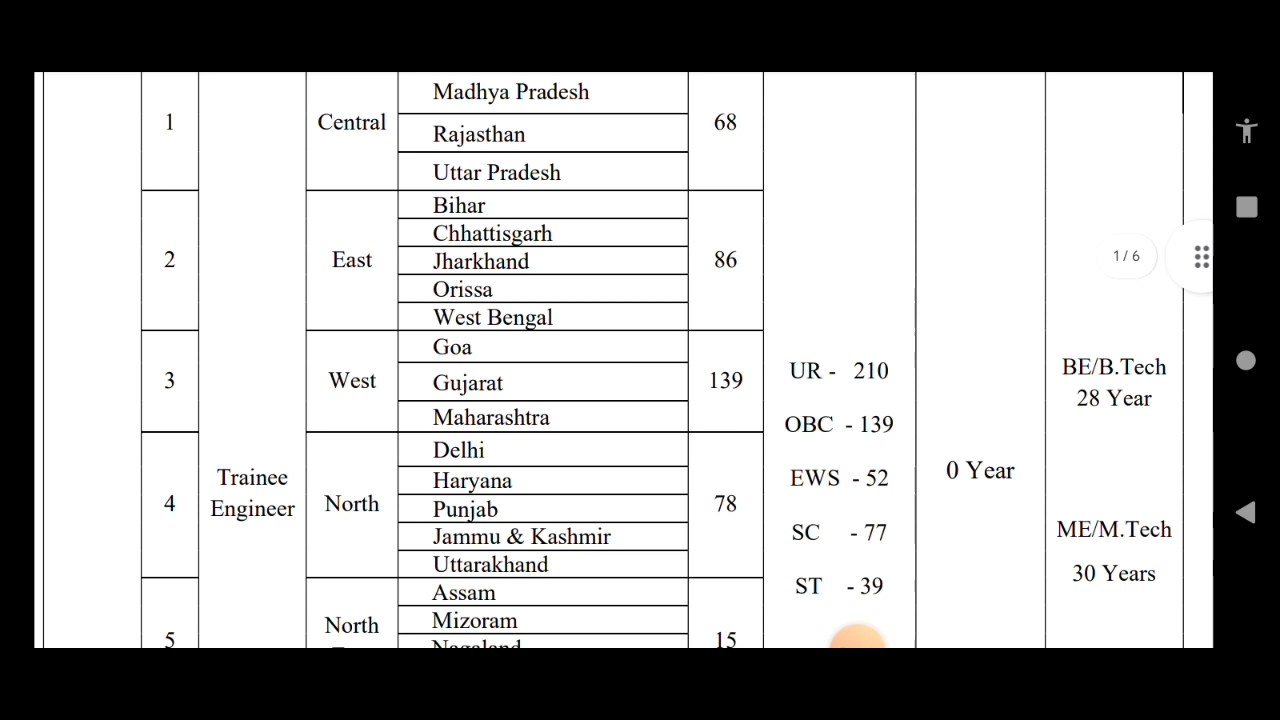 1
Central
Madhya Pradesh
Rajasthan
Uttar Pradesh
68
2
East
Bihar
Chhattisgarh
Jharkhand
Orissa
West Bengal
86
3
West
Goa
Gujarat
Maharashtra
139
4
North
Delhi
Haryana
Punjab
Jammu & Kashmir
Uttarakhand
78
5
North
Assam
Mizoram
Nagaland
15
Trainee
Engineer
UR - 210
OBC - 139
EWS - 52
SC - 77
ST - 39
0 Year
BE/B.Tech
28 Year
ME/M.Tech
30 Years
1 / 6